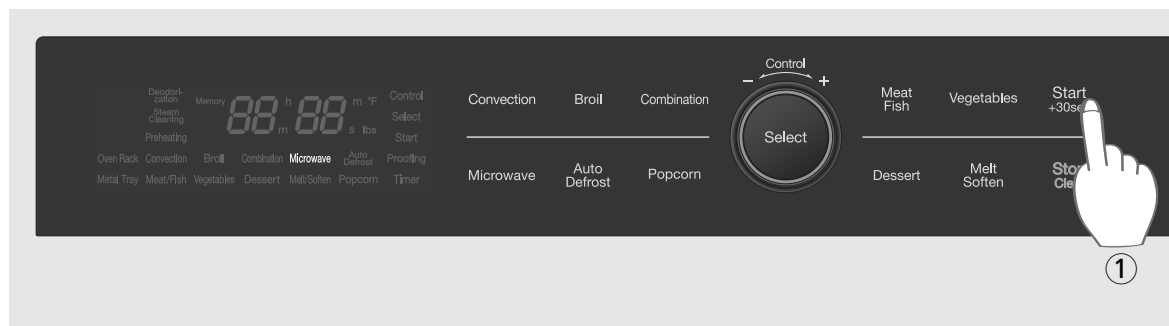 Control
Deodori-
zation
Memory
88 h 88 m °F
Control
Steam
Cleaning
m
s lbs
Select
Preheating
Start
Oven Rack Convection Broil Combination Microwave Auto
Defrost Proofing
Metal Tray Meat/Fish Vegetables Dessert Melt/Soften Popcorn Timer
Convection Broil Combination
− +
Select
Meat
Fish
Vegetables
Start
Microwave
Auto
Defrost
Popcorn
Dessert
Melt
Soften
①